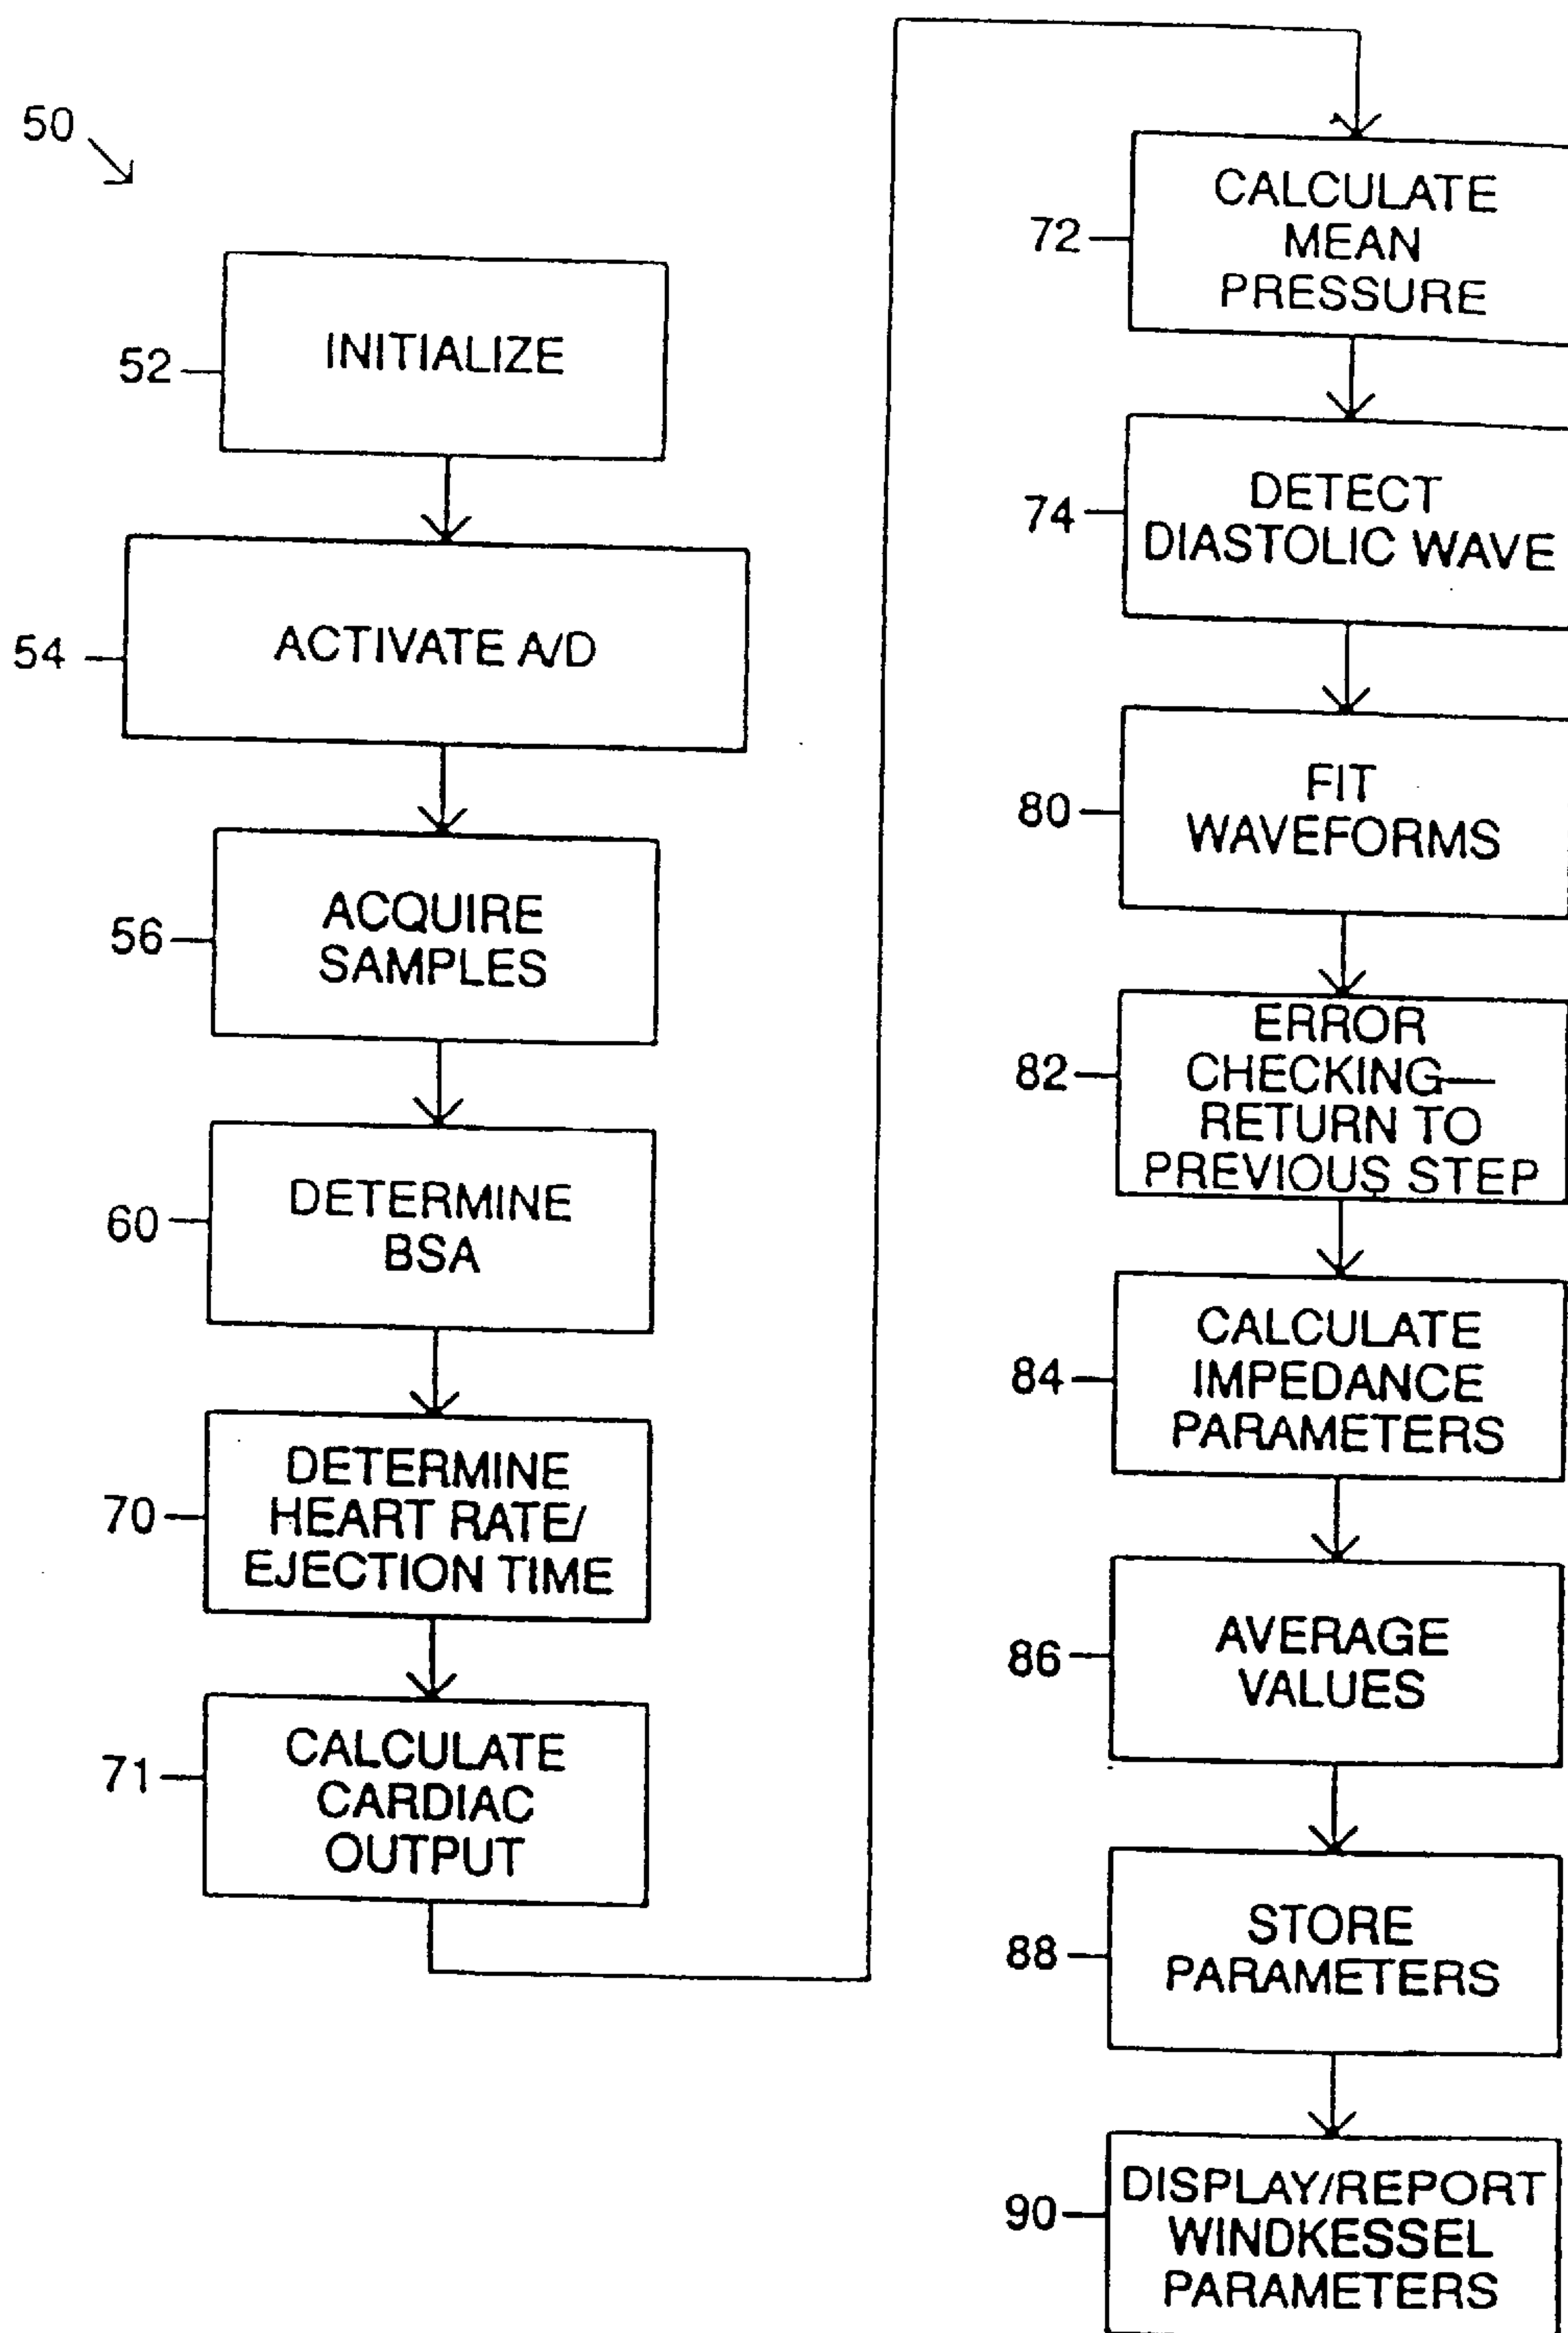 50
52
INITIALIZE
54
ACTIVATE A/D
56
ACQUIRE
SAMPLES
60
DETERMINE
BSA
70
DETERMINE
HEART RATE/
EJECTION TIME
71
CALCULATE
CARDIAC
OUTPUT
72
CALCULATE
MEAN
PRESSURE
74
DETECT
DIASTOLIC WAVE
80
FIT
WAVEFORMS
82
ERROR
CHECKING—
RETURN TO
PREVIOUS STEP
84
CALCULATE
IMPEDANCE
PARAMETERS
86
AVERAGE
VALUES
88
STORE
PARAMETERS
90
DISPLAY/REPORT
WINDKESSEL
PARAMETERS